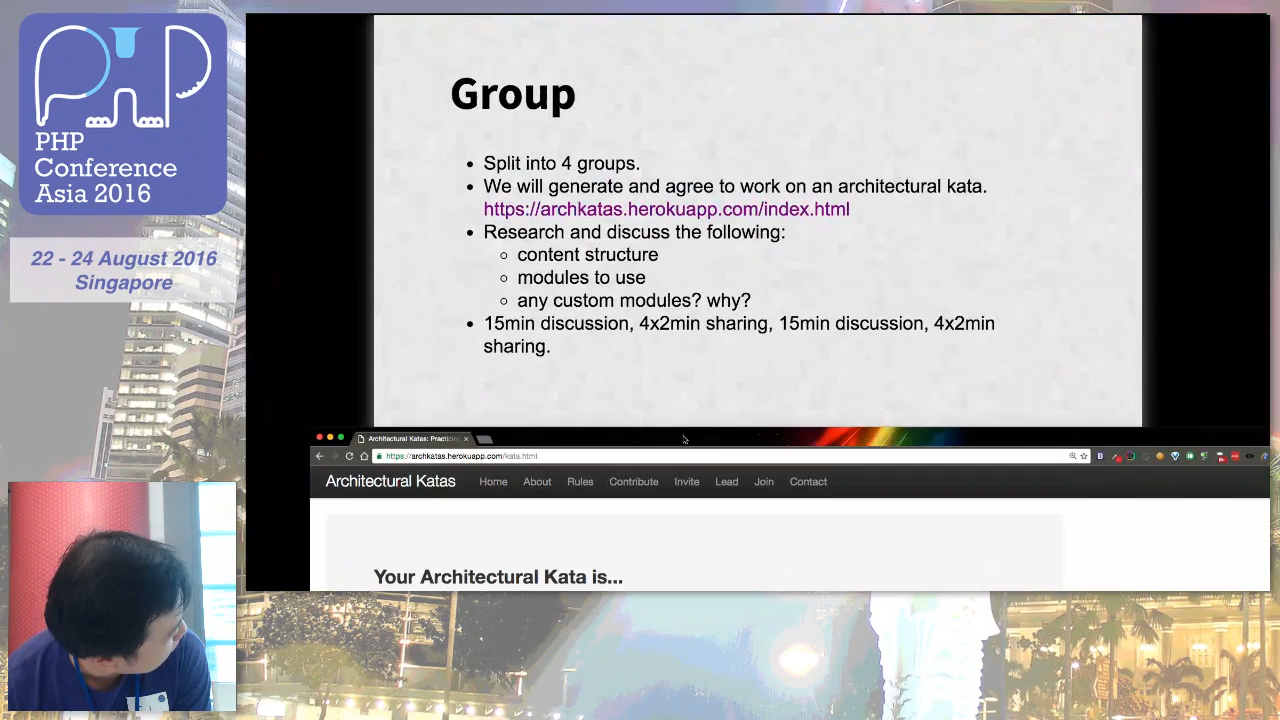 PHP
Conference
Asia 2016
22 - 24 August 2016
Singapore
Group
Split into 4 groups.
We will generate and agree to work on an architectural kata.
https://archkatas.herokuapp.com/index.html
Research and discuss the following:
content structure
modules to use
any custom modules? why?
15min discussion, 4x2min sharing, 15min discussion, 4x2min
sharing.
Architectural Katas: Practicing
https://archkatas.herokuapp.com/kata.html
Architectural Katas Home About Rules Contribute Invite Lead Join Contact
Your Architectural Kata is...